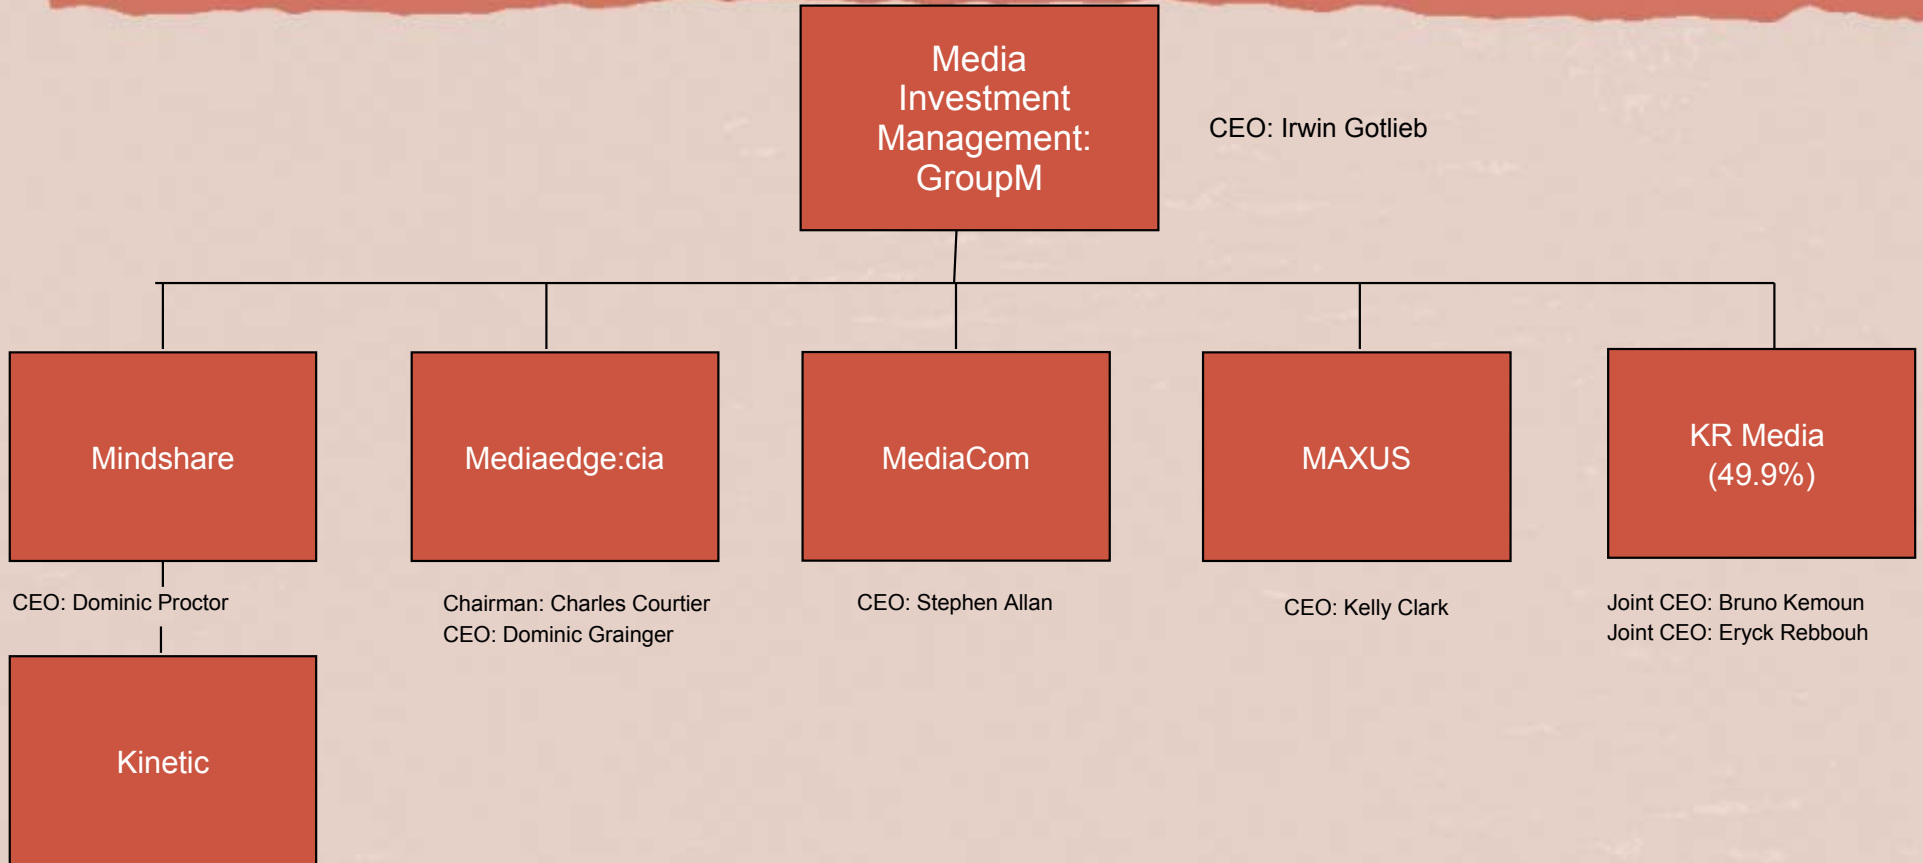 Media
Investment
Management:
GroupM
CEO: Irwin Gotlieb
Mindshare
Mediaedge:cia
MediaCom
MAXUS
KR Media
(49.9%)
CEO: Dominic Proctor
Chairman: Charles Courtier
CEO: Dominic Grainger
CEO: Stephen Allan
CEO: Kelly Clark
Joint CEO: Bruno Kemoun
Joint CEO: Eryck Rebbouh
Kinetic